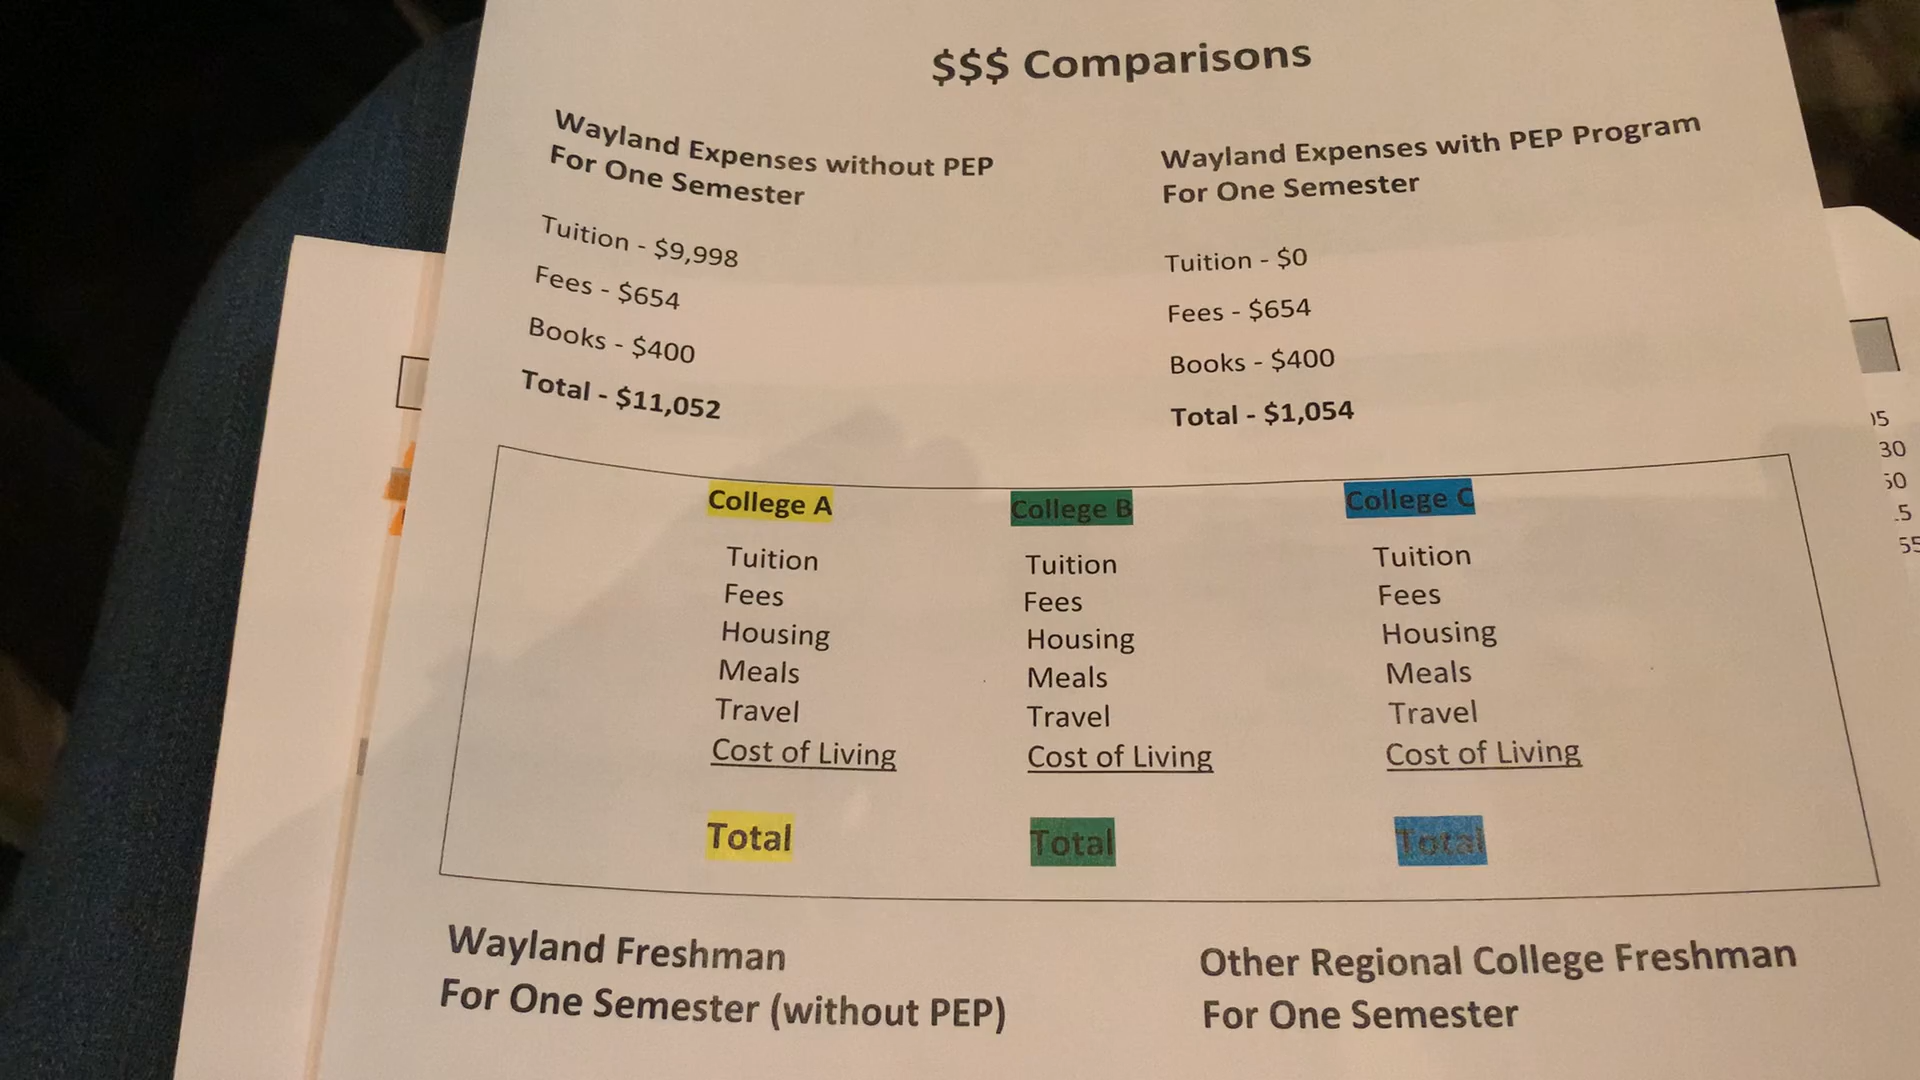 $$$ Comparisons
Wayland Expenses without PEP
For One Semester
Tuition - $9,998
Fees - $654
Books - $400
Total - $11,052
Wayland Expenses with PEP Program
For One Semester
Tuition - $0
Fees - $654
Books - $400
Total - $1,054
College A
Tuition
Fees
Housing
Meals
Travel
Cost of Living
Total
College B
Tuition
Fees
Housing
Meals
Travel
Cost of Living
Total
College C
Tuition
Fees
Housing
Meals
Travel
Cost of Living
Total
Wayland Freshman
For One Semester (without PEP)
Other Regional College Freshman
For One Semester
30